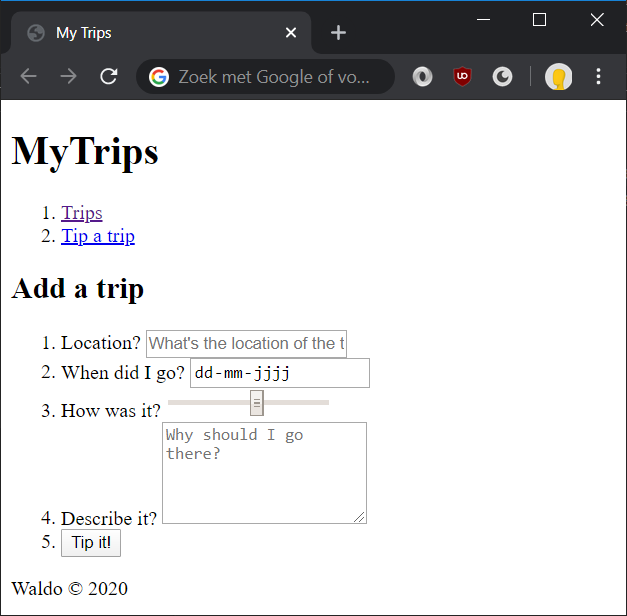 My Trips
Zoek met Google of vo...
MyTrips
1. Trips
2. Tip a trip
Add a trip
1. Location? What's the location of the t
2. When did I go? dd-mm-jjjj
3. How was it?
Why should I go
there?
4. Describe it?
5. Tip it!
Waldo © 2020